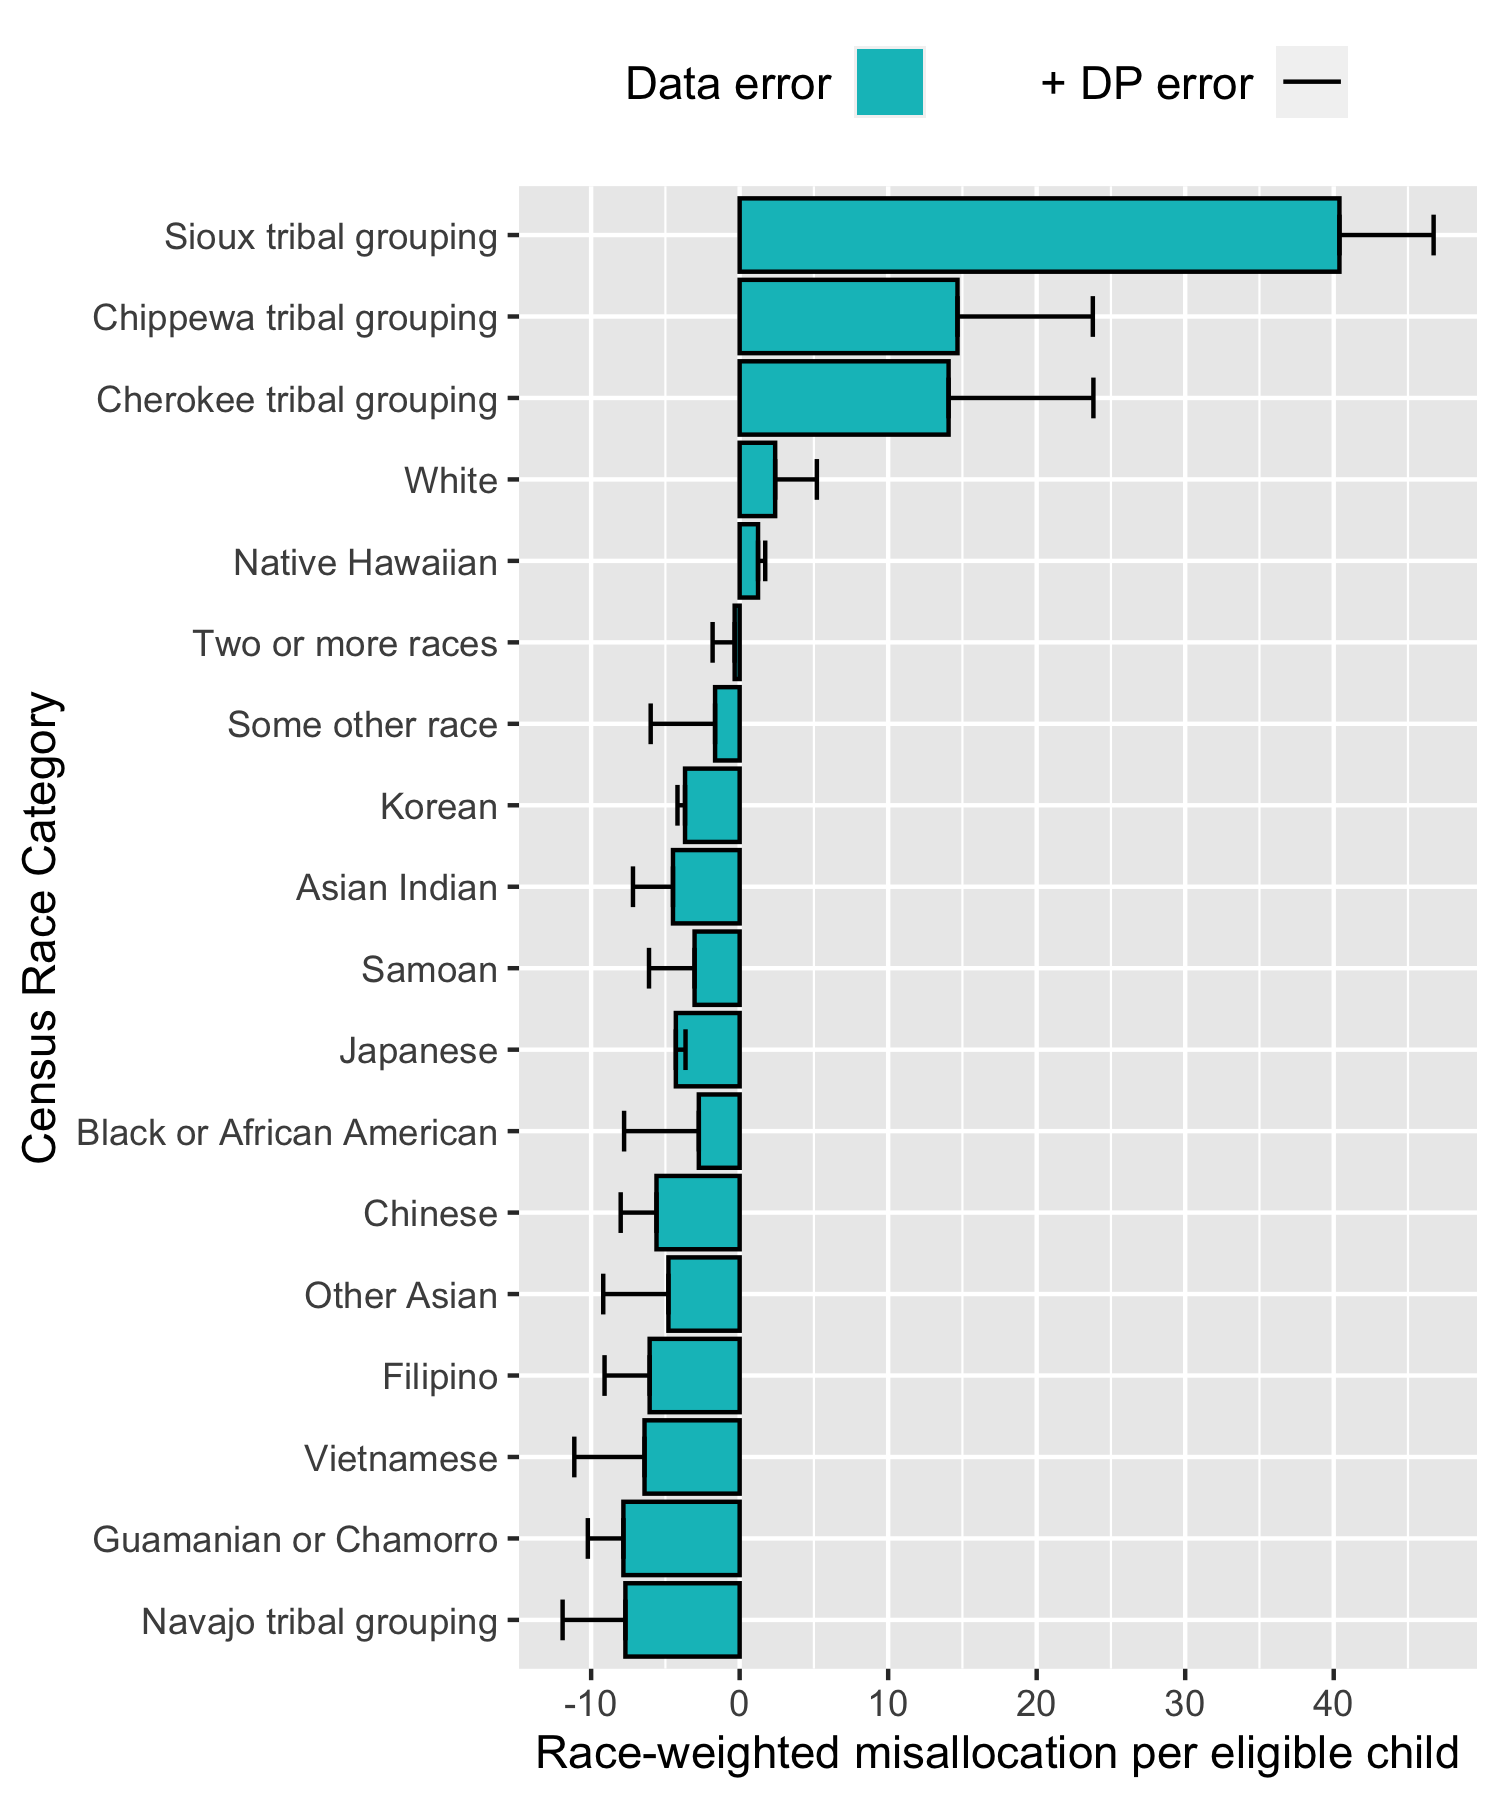 Data error + DP error
Sioux tribal grouping
Chippewa tribal grouping
Cherokee tribal grouping
White
Native Hawaiian
Two or more races
Some other race
Korean
Asian Indian
Samoan
Japanese
Black or African American
Chinese
Other Asian
Filipino
Vietnamese
Guamanian or Chamorro
Navajo tribal grouping
Census Race Category
-10 0 10 20 30 40
Race-weighted misallocation per eligible child